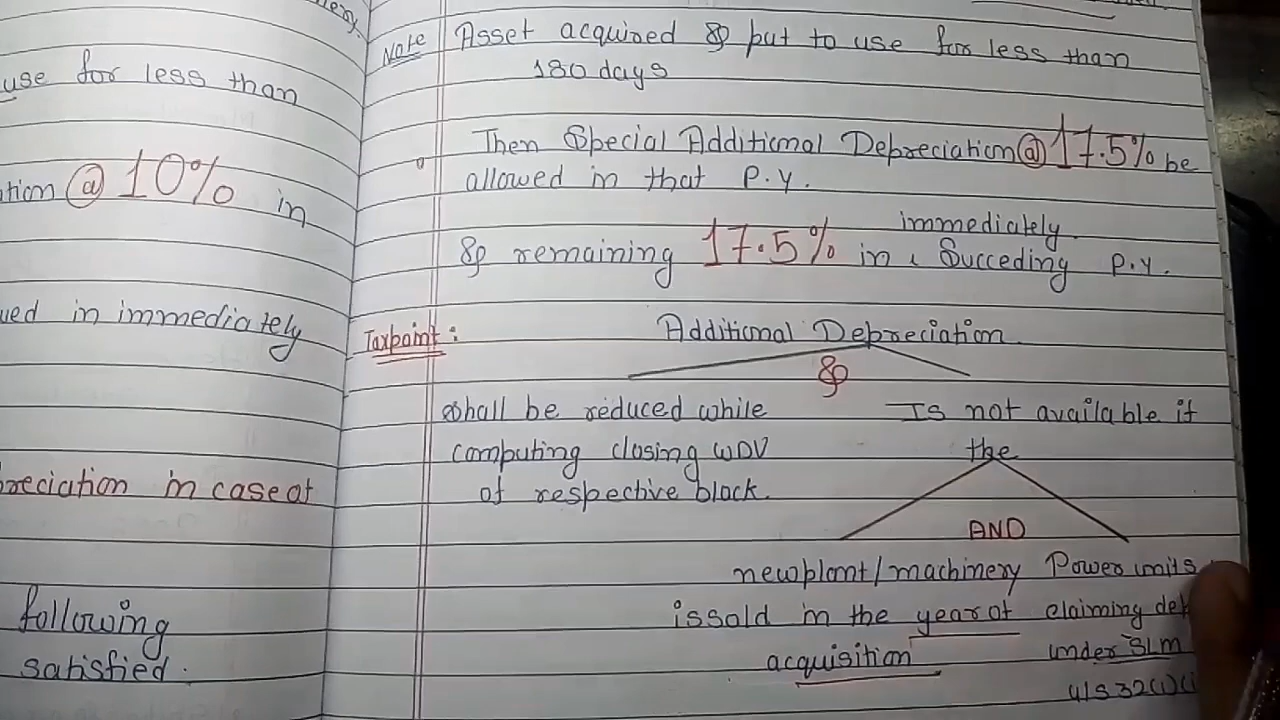 use for less than
@ 10% in
in immediately
in case of
following
satisfied.
Note Asset acquired & put to use for less than
180 days
Then Special Additional Depreciation @ 17.5% be
allowed in that P.Y.
& remaining 17.5% in immediately Succeding P.Y.
Taxpoint: Additional Depreciation
&
shall be reduced while
computing closing WDV
of respective block.
Is not available if
the
AND
new plant/machinery
is sold in the year of
acquisition
Power units
claiming
under SLM
u/s 32(1)(i